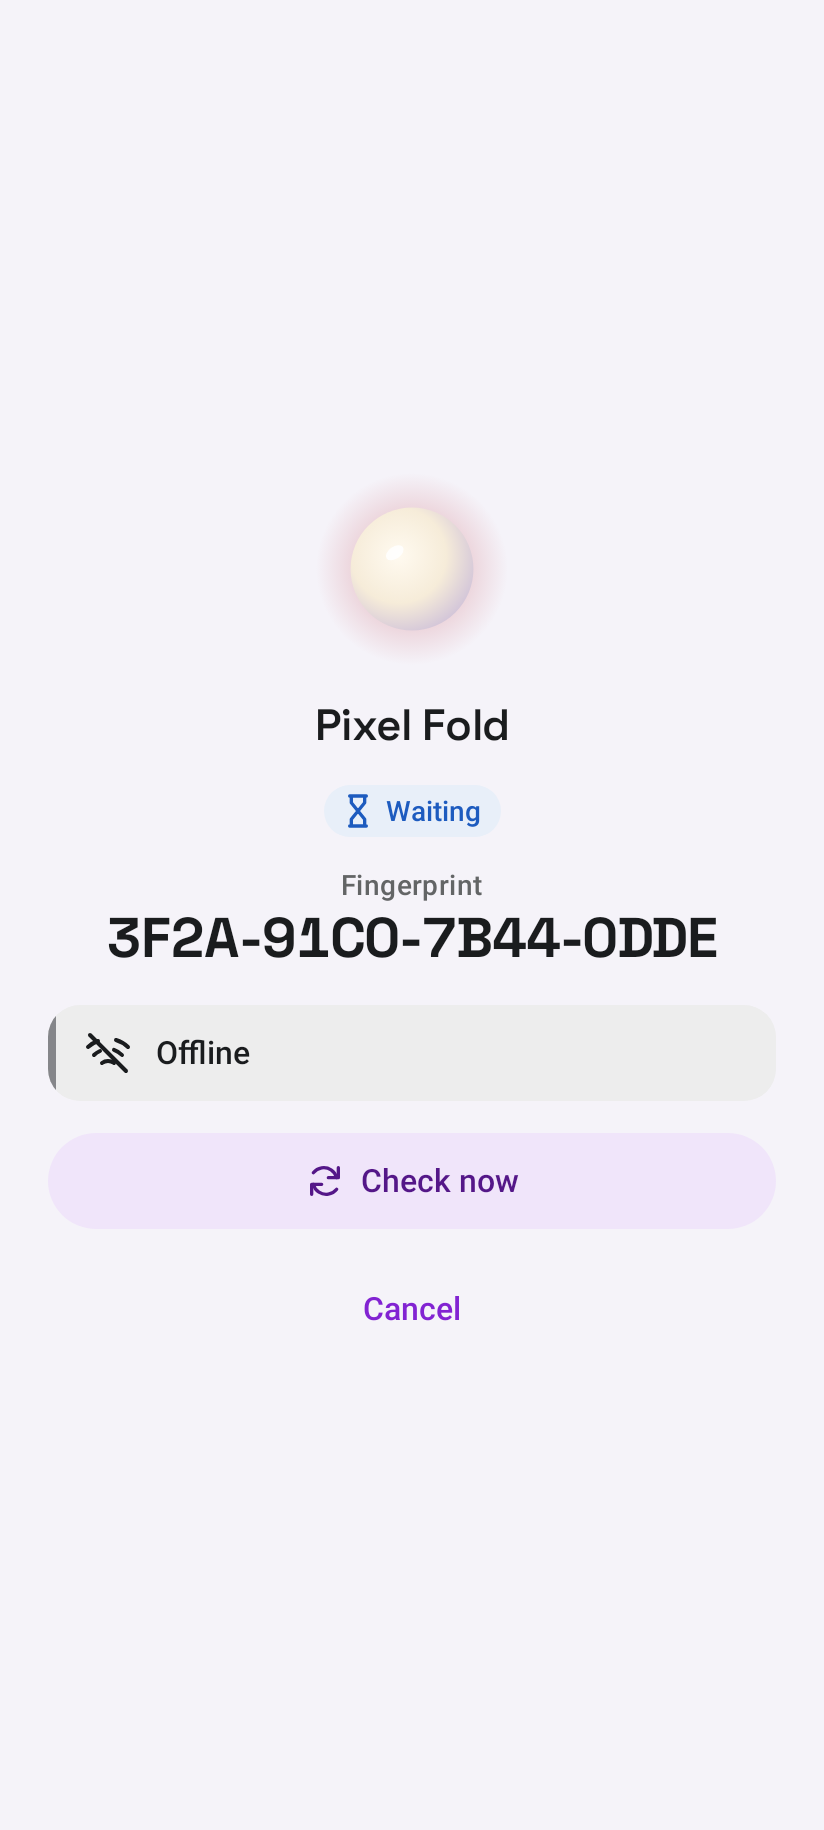 Pixel Fold
Waiting
Fingerprint
3F2A-91C0-7B44-0DDE
Offline
Check now
Cancel